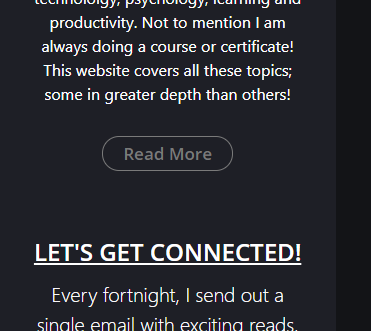 technology, psychology, learning and
productivity. Not to mention I am
always doing a course or certificate!
This website covers all these topics;
some in greater depth than others!
Read More
LET'S GET CONNECTED!
Every fortnight, I send out a
single email with exciting reads,